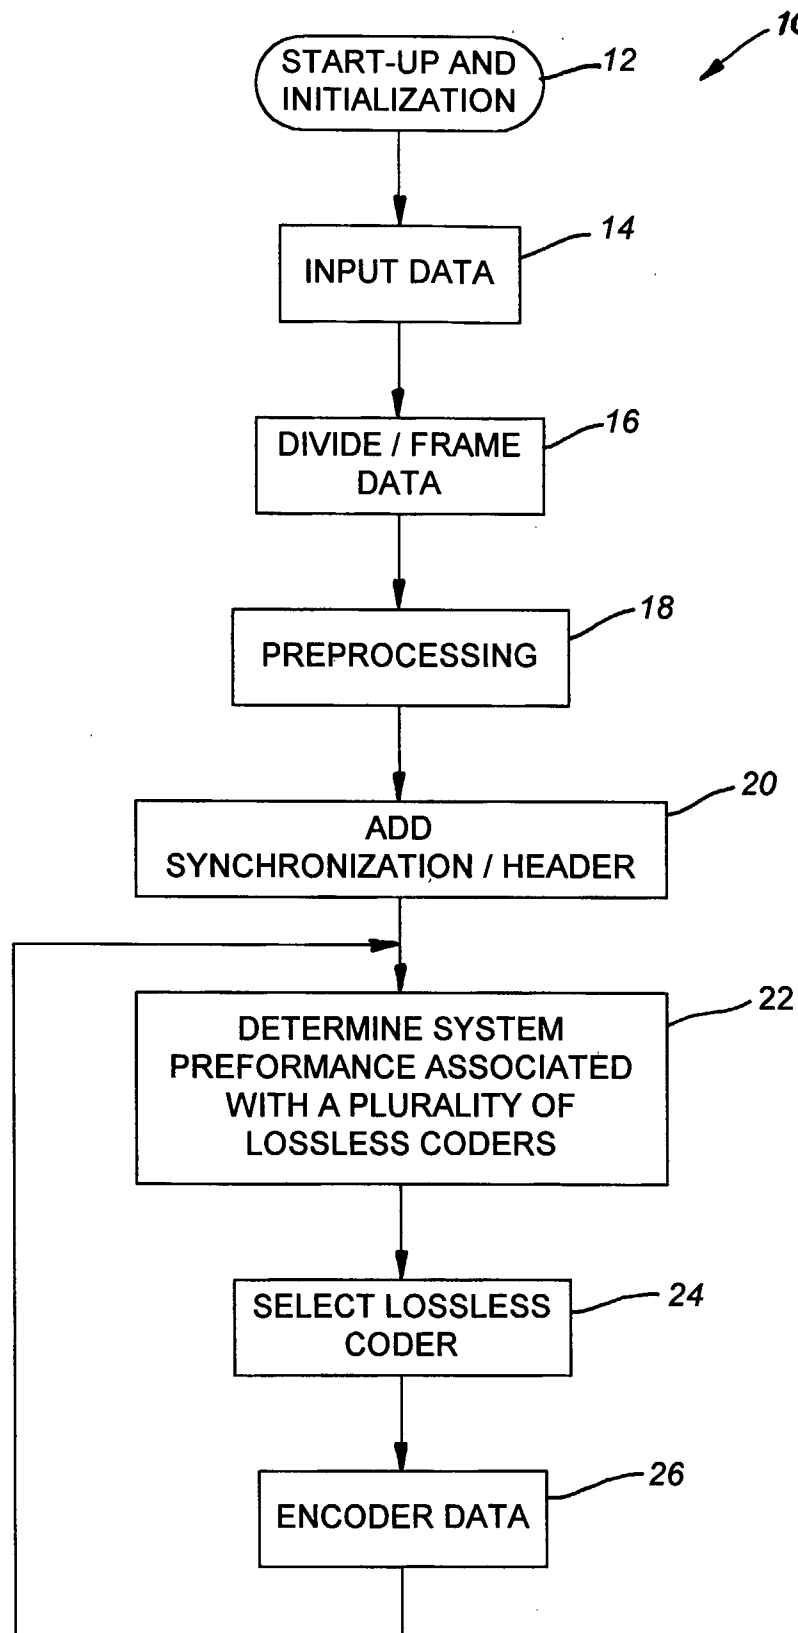 10
START-UP AND
INITIALIZATION
12
INPUT DATA
14
DIVIDE / FRAME
DATA
16
PREPROCESSING
18
ADD
SYNCHRONIZATION / HEADER
20
DETERMINE SYSTEM
PREFORMANCE ASSOCIATED
WITH A PLURALITY OF
LOSSLESS CODERS
22
SELECT LOSSLESS
CODER
24
ENCODER DATA
26